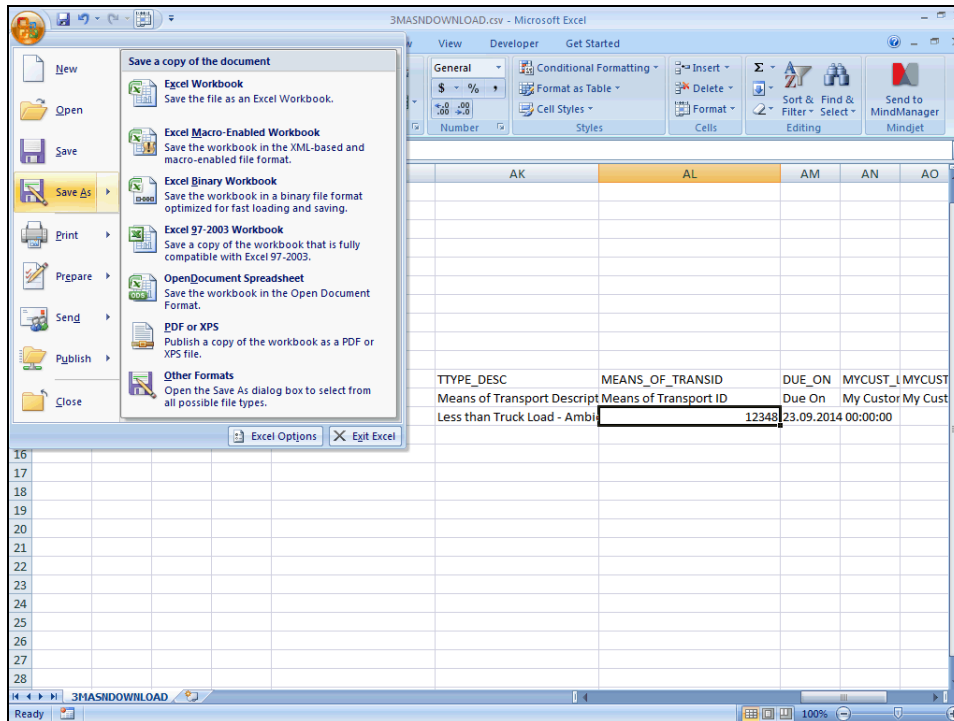 3MASNDOWNLOAD.csv - Microsoft Excel
View Developer Get Started
New
Open
Save
Save As
Print
Prepare
Send
Publish
Close
Save a copy of the document
Excel Workbook
Save the file as an Excel Workbook.
Excel Macro-Enabled Workbook
Save the workbook in the XML-based and
macro-enabled file format.
Excel Binary Workbook
Save the workbook in a binary file format
optimized for fast loading and saving.
Excel 97-2003 Workbook
Save a copy of the workbook that is fully
compatible with Excel 97-2003.
OpenDocument Spreadsheet
Save the workbook in the Open Document
Format.
PDF or XPS
Publish a copy of the workbook as a PDF or
XPS file.
Other Formats
Open the Save As dialog box to select from
all possible file types.
Excel Options Exit Excel
General
$ % ,
.0 .00 .00 .0
Number
Conditional Formatting
Format as Table
Cell Styles
Styles
Insert
Delete
Format
Cells
Σ
Sort & Filter
Find & Select
Editing
Send to MindManager
Mindjet
AK AL AM AN AO
TTYPE_DESC MEANS_OF_TRANSID DUE_ON MYCUST_L MYCUST
Means of Transport Descript Means of Transport ID Due On My Custor My Cust
Less than Truck Load - Ambi 12348 23.09.2014 00:00:00
16
17
18
19
20
21
22
23
24
25
26
27
28
3MASNDOWNLOAD
Ready 100%